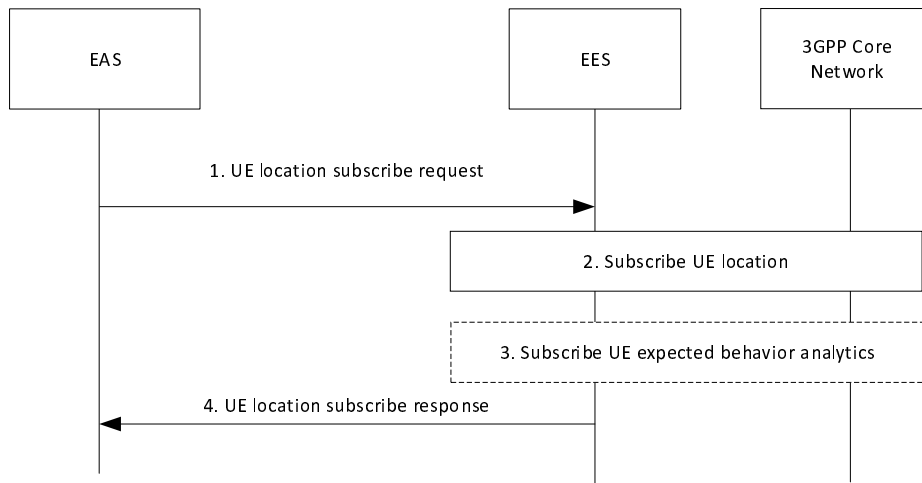 EAS
EES
3GPP Core
Network
1. UE location subscribe request
2. Subscribe UE location
3. Subscribe UE expected behavior analytics
4. UE location subscribe response